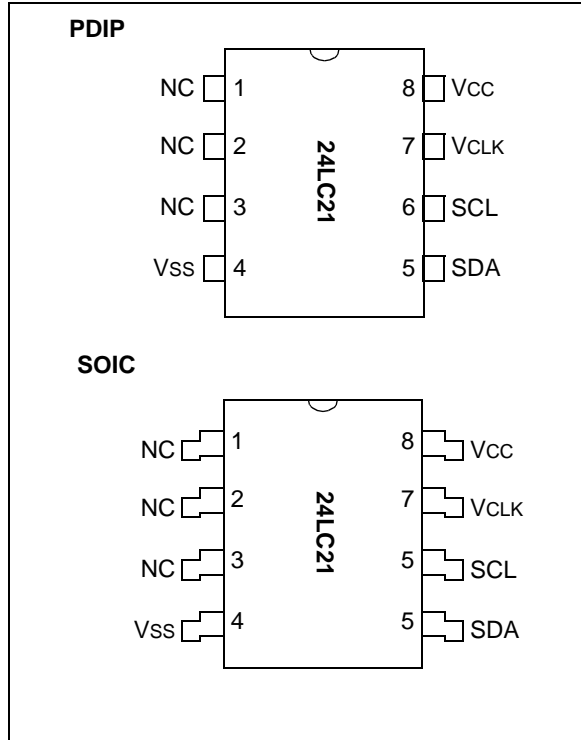 PDIP
NC 1 8 VCC
NC 2 7 VCLK
NC 3 6 SCL
VSS 4 5 SDA
24LC21
SOIC
NC 1 8 VCC
NC 2 7 VCLK
NC 3 5 SCL
VSS 4 5 SDA
24LC21